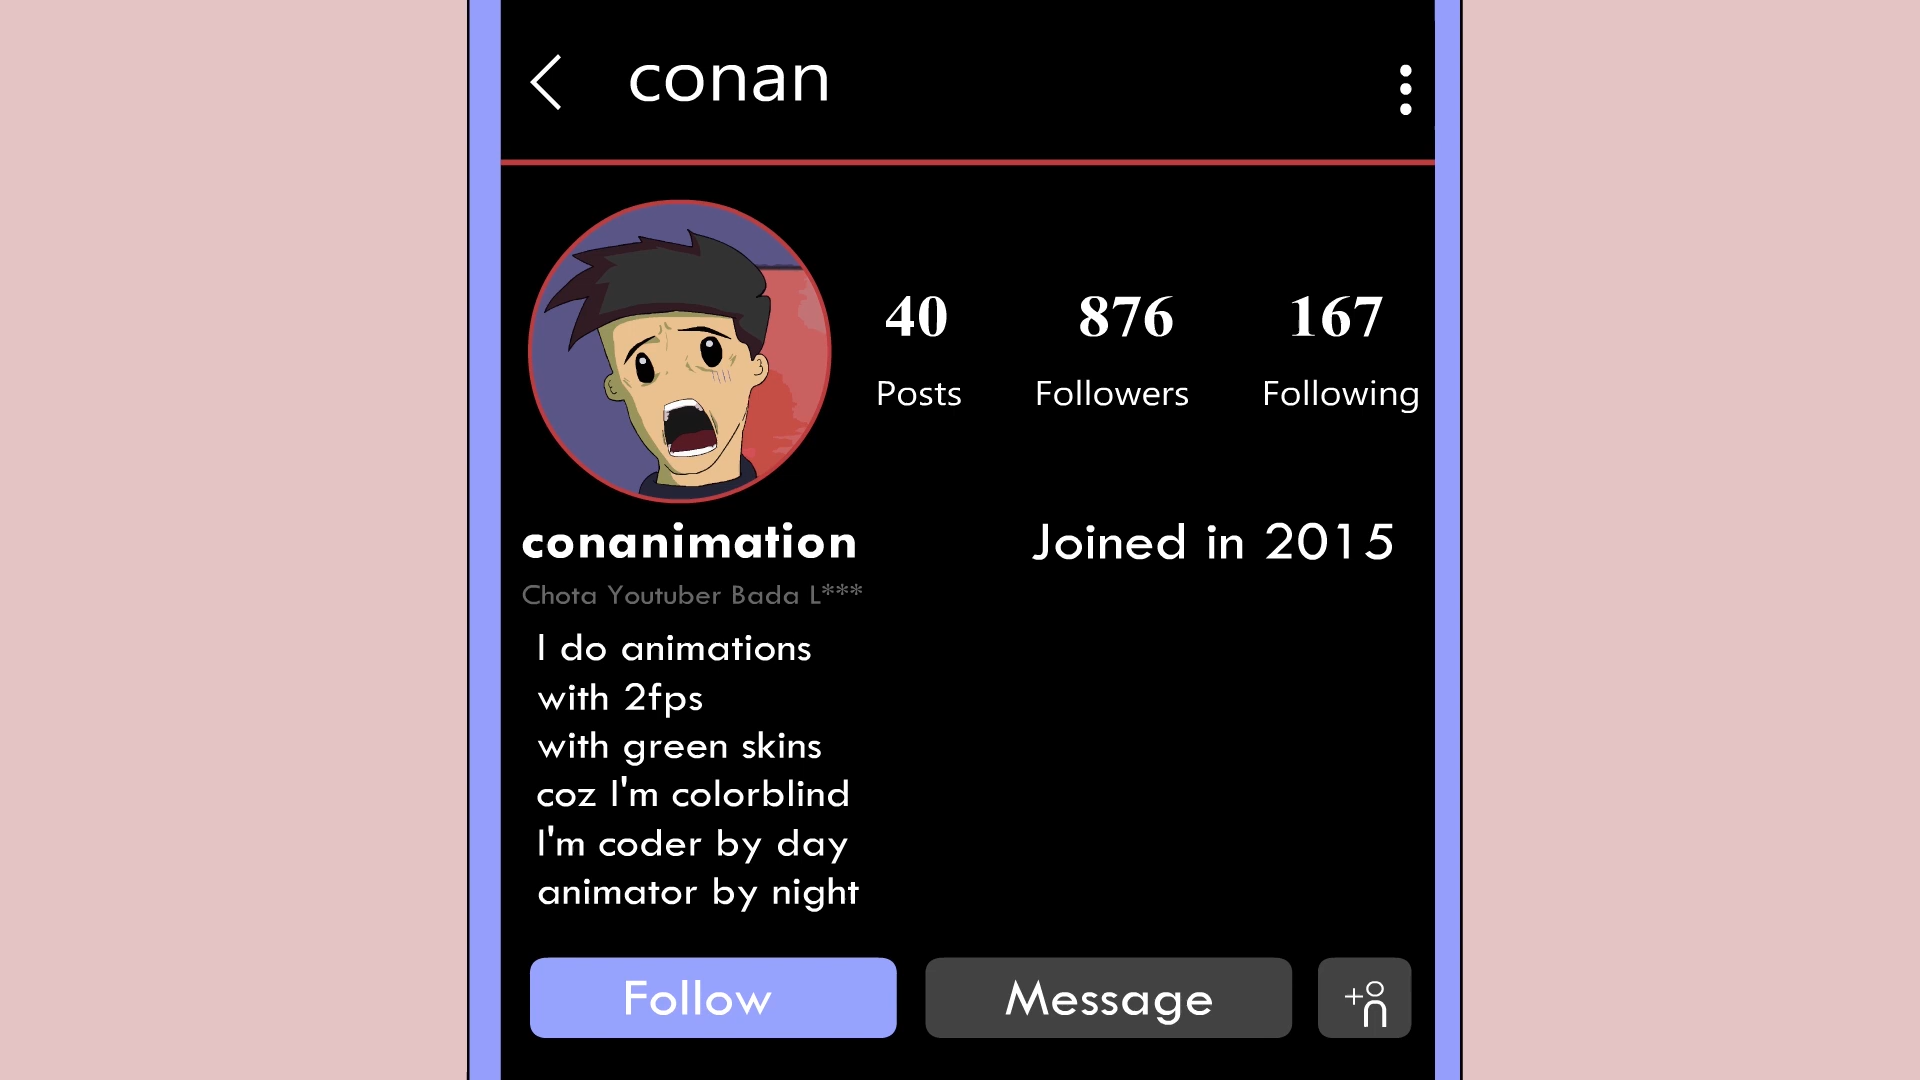 conan
40 876 167
Posts Followers Following
conanimation Joined in 2015
Chota Youtuber Bada L***
I do animations
with 2fps
with green skins
coz I'm colorblind
I'm coder by day
animator by night
Follow Message